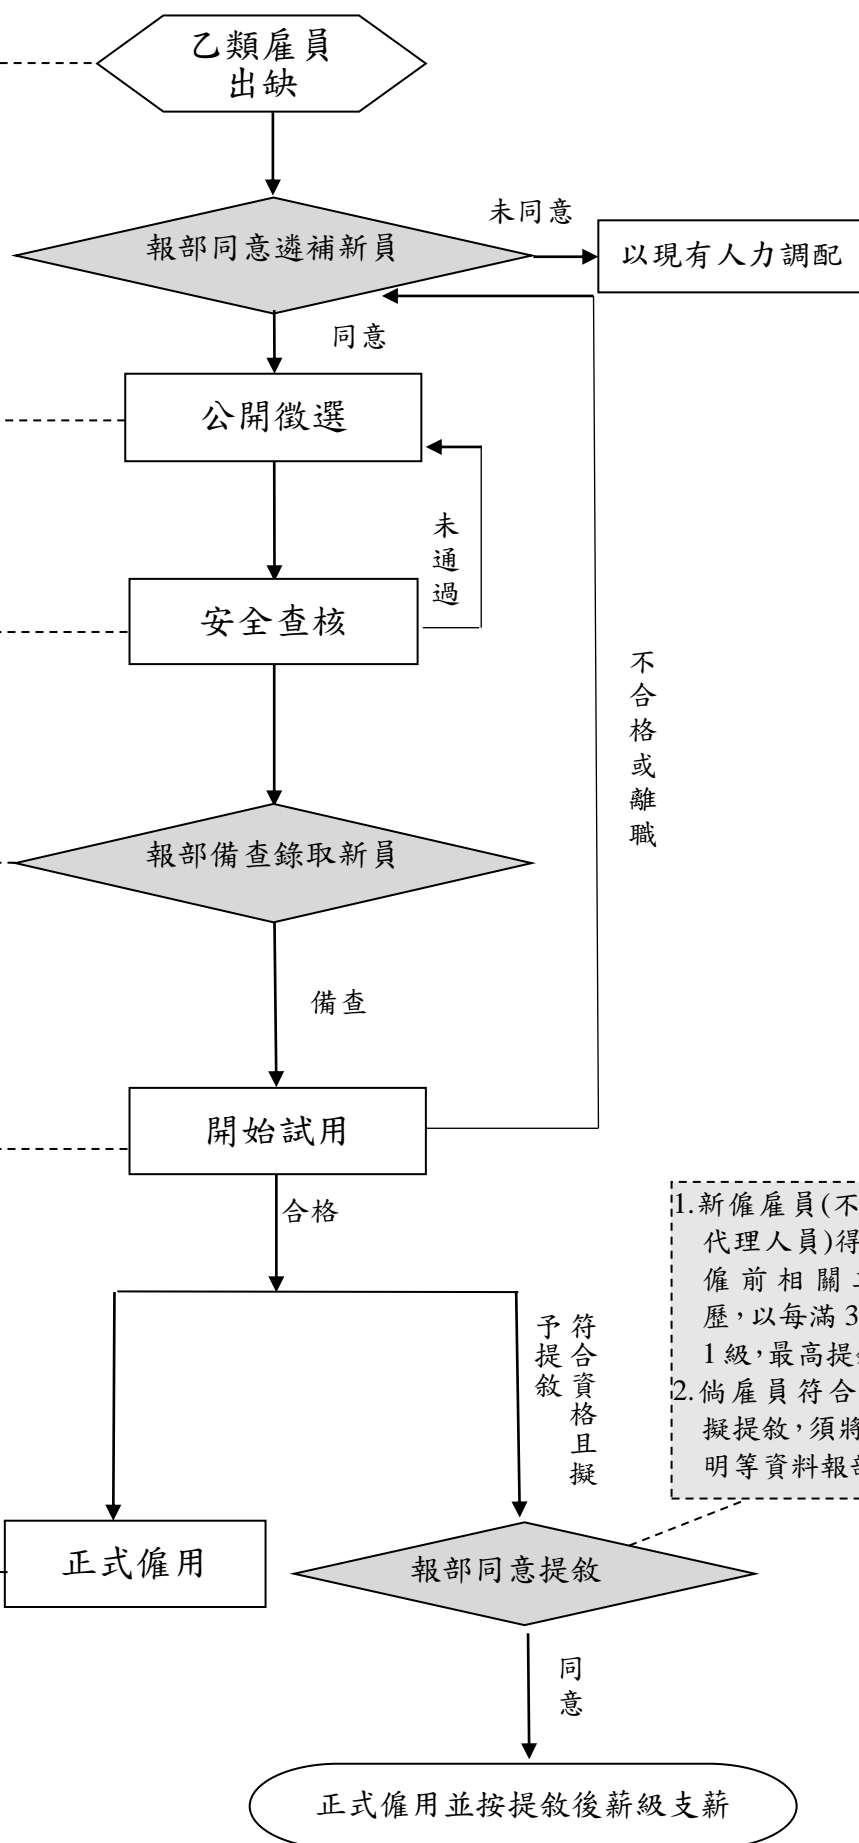 乙類雇員
出缺
報部同意遴補新員
未同意
以現有人力調配
同意
公開徵選
未通過
安全查核
不合格或離職
報部備查錄取新員
備查
開始試用
合格
1.新僱雇員(不
代理人員)得
僱前相關
歷，以每滿3
1級，最高提
2.倘雇員符合
擬提敘，須將
明等資料報
符合資格且擬
予提敘
正式僱用
報部同意提敘
同意
正式僱用並按提敘後薪級支薪